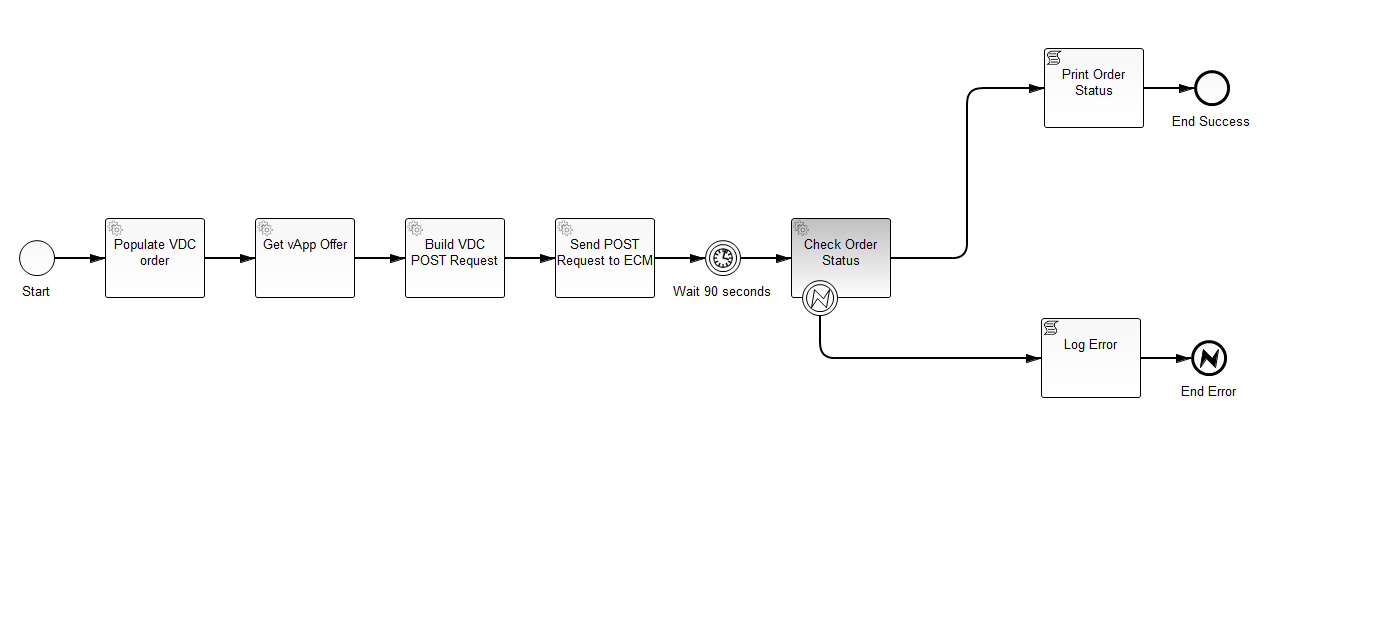 Print Order
Status
End Success
Populate VDC
order
Get vApp Offer
Build VDC
POST Request
Send POST
Request to ECM
Check Order
Status
Start
Wait 90 seconds
Log Error
End Error